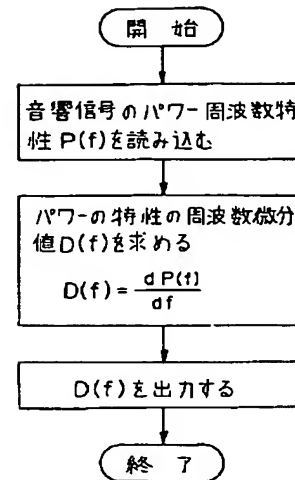 開始
音響信号のパワー周波数特
性P(f)を読み込む
パワーの特性の周波数微分
値D(f)を求める
D(f) = dP(f)/df
D(f)を出力する
終了